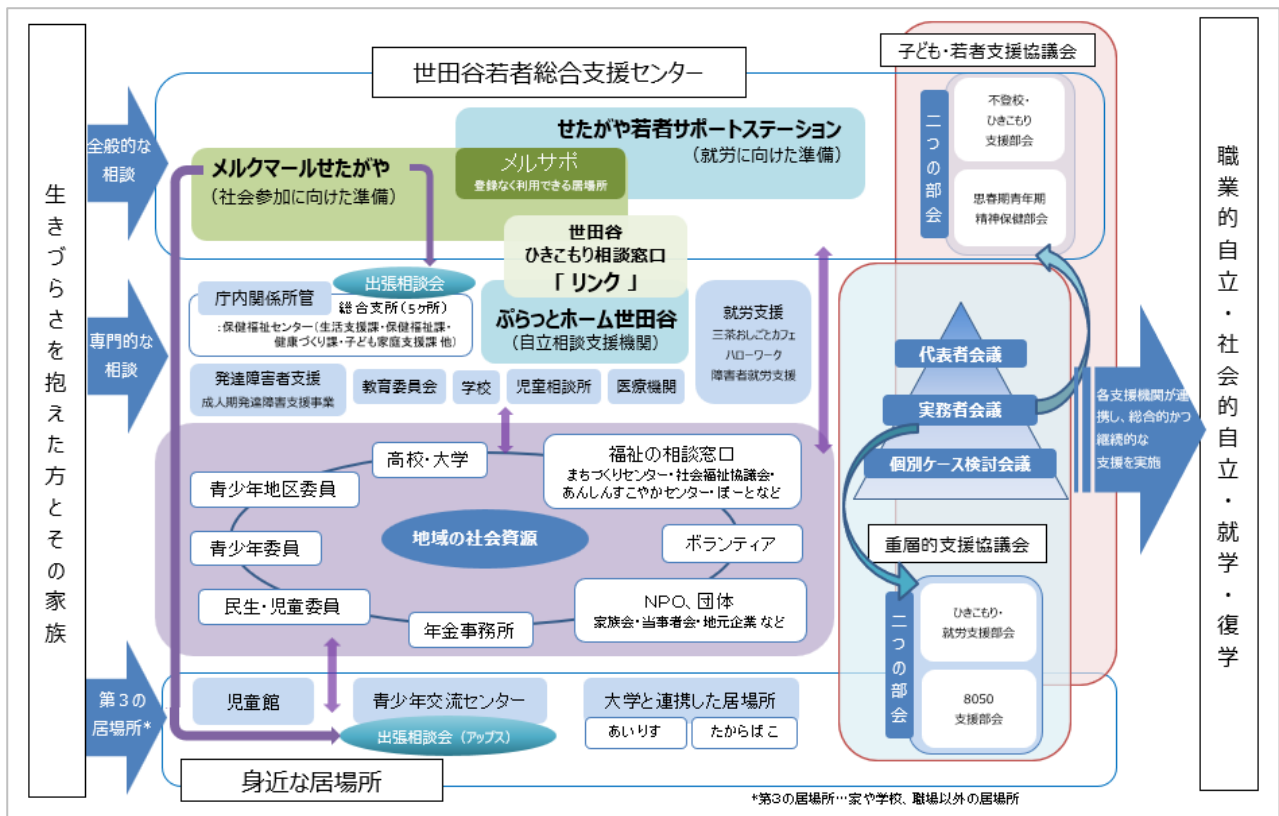 生きづらさを抱えた方とその家族
全般的な
相談
専門的な
相談
第3の
居場所*
世田谷若者総合支援センター
せたがや若者サポートステーション
(就労に向けた準備)
メルクマールせたがや
(社会参加に向けた準備)
メルサポ
登録なく利用できる居場所
世田谷
ひきこもり相談窓口
「 リンク 」
ぷらっとホーム世田谷
(自立相談支援機関)
出張相談会
庁内関係所管
総合支所(5ヶ所)
:保健福祉センター(生活支援課・保健福祉課・
健康づくり課・子ども家庭支援課 他)
就労支援
三茶おしごとカフェ
ハローワーク
障害者就労支援
発達障害者支援
成人期発達障害支援事業
教育委員会
学校
児童相談所
医療機関
高校・大学
福祉の相談窓口
まちづくりセンター・社会福祉協議会・
あんしんすこやかセンター・ぽーとなど
青少年地区委員
青少年委員
地域の社会資源
ボランティア
民生・児童委員
年金事務所
NPO、団体
家族会・当事者会・地元企業 など
児童館
青少年交流センター
出張相談会 (アップス)
大学と連携した居場所
あいりす
たからばこ
身近な居場所
*第3の居場所…家や学校、職場以外の居場所
子ども・若者支援協議会
二つの部会
不登校・
ひきこもり
支援部会
思春期青年期
精神保健部会
代表者会議
実務者会議
個別ケース検討会議
重層的支援協議会
二つの部会
ひきこもり・
就労支援部会
8050
支援部会
各支援機関が連
携し、総合的かつ
継続的な
支援を実施
職業的自立・社会的自立・就学・復学